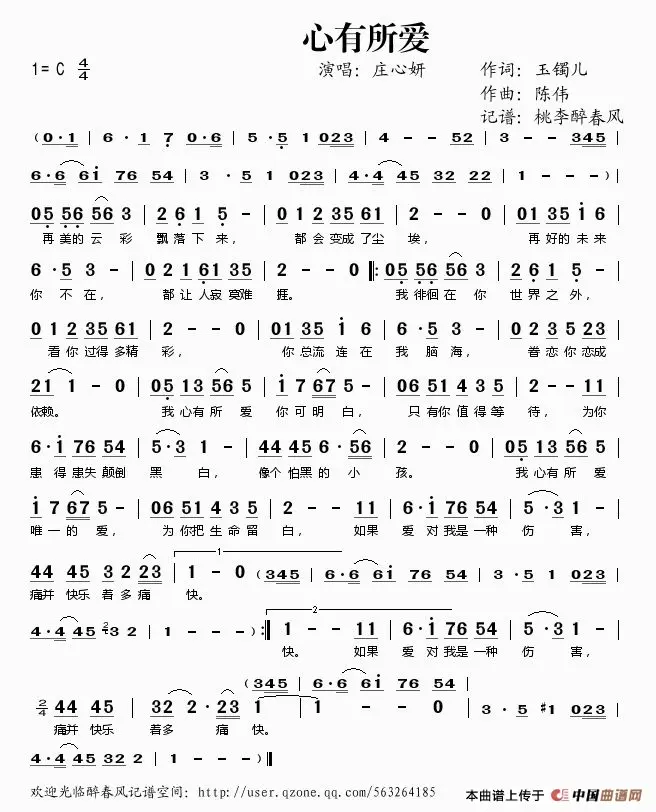 心有所爱
1= C 4/4 演唱: 庄心妍 作词: 玉镯儿
作曲: 陈伟
记谱: 桃李醉春风
( 0·1 | 6 · 1 7 0·6 | 5 · 5 1 023 | 4 - - 52 | 3 - - 345 |
6·6 6i 76 54 | 3 · 5 1 023 | 4·4 45 32 22 | 1 - - - ) |
05 56 56 3 | 2 6 1 5 - | 0 1 2 35 61 | 2 - - 0 | 01 35 i 6 |
再美的云彩 飘落下来, 都会变成了尘埃, 再好的未来
6 · 5 3 - | 0 2 1 61 35 | 2 - - 0 ‖: 05 56 56 3 | 2 6 1 5 - |
你不在, 都让人寂寞难捱。 我徘徊在你世界之外,
0 1 2 35 61 | 2 - - 0 | 01 35 i 6 | 6 · 5 3 - | 0 3 5 23 |
看你过得多精彩, 你总流连在我脑海, 眷恋你恋成
21 1 - 0 | 05 13 56 5 | i 7 67 5 - | 06 51 4 3 5 | 2 - - 11 |
依赖。 我心有所爱你可明白, 只有你值得等待, 为你
6 · i 76 54 | 5·3 1 - | 44 45 6 · 56 | 2 - - 0 | 05 13 56 5 |
患得患失颠倒黑白, 像个怕黑的小孩。 我心有所爱
i 7 67 5 - | 06 51 4 3 5 | 2 - - 11 | 6 · i 76 54 | 5 · 3 1 - |
唯一的爱, 为你把生命留白, 如果爱对我是一种伤害,
44 45 32 23 | 1 - 0 (345 | 6·6 6i 76 54 | 3 · 5 1 023 |
1
痛并快乐着多痛快。
4·4 45 3 2 | 1 - - - ) :‖ 1 - - 11 | 6 · i 76 54 | 5·3 1 - |
2
快。 如果爱对我是一种伤害,
(345 | 6·6 6i 76 54 |
2/4 44 45 | 32 2·23 1 | 1 - - 0 | 3 · 5 #1 023 |
痛并快乐着多痛快。
4·4 45 32 2 | 1 - - - )‖
欢迎光临醉春风记谱空间: http://user.qzone.qq.com/563264185 本曲谱上传于 中国曲谱网